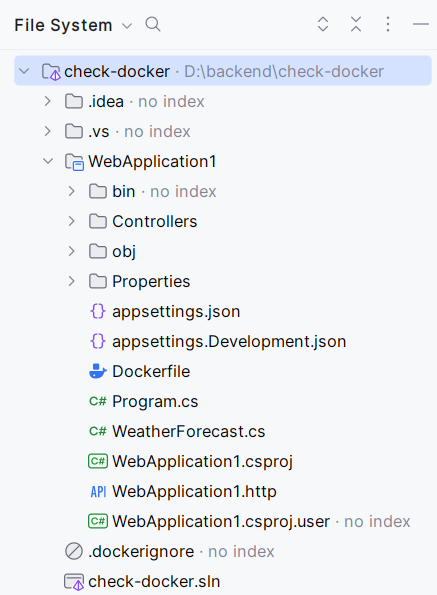 File System
check-docker · D:\backend\check-docker
.idea · no index
.vs · no index
WebApplication1
bin · no index
Controllers
obj
Properties
{} appsettings.json
{} appsettings.Development.json
Dockerfile
C# Program.cs
C# WeatherForecast.cs
C# WebApplication1.csproj
API WebApplication1.http
C# WebApplication1.csproj.user · no index
.dockerignore · no index
check-docker.sln